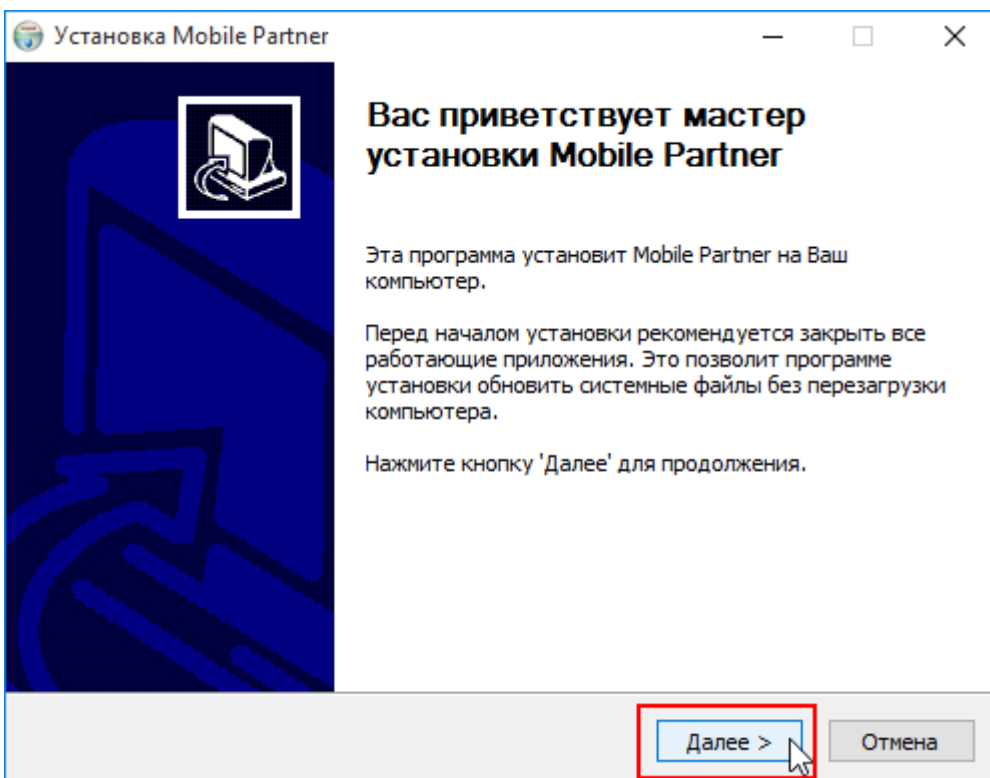 Установка Mobile Partner
Вас приветствует мастер
установки Mobile Partner
Эта программа установит Mobile Partner на Ваш
компьютер.
Перед началом установки рекомендуется закрыть все
работающие приложения. Это позволит программе
установки обновить системные файлы без перезагрузки
компьютера.
Нажмите кнопку 'Далее' для продолжения.
Далее >
Отмена